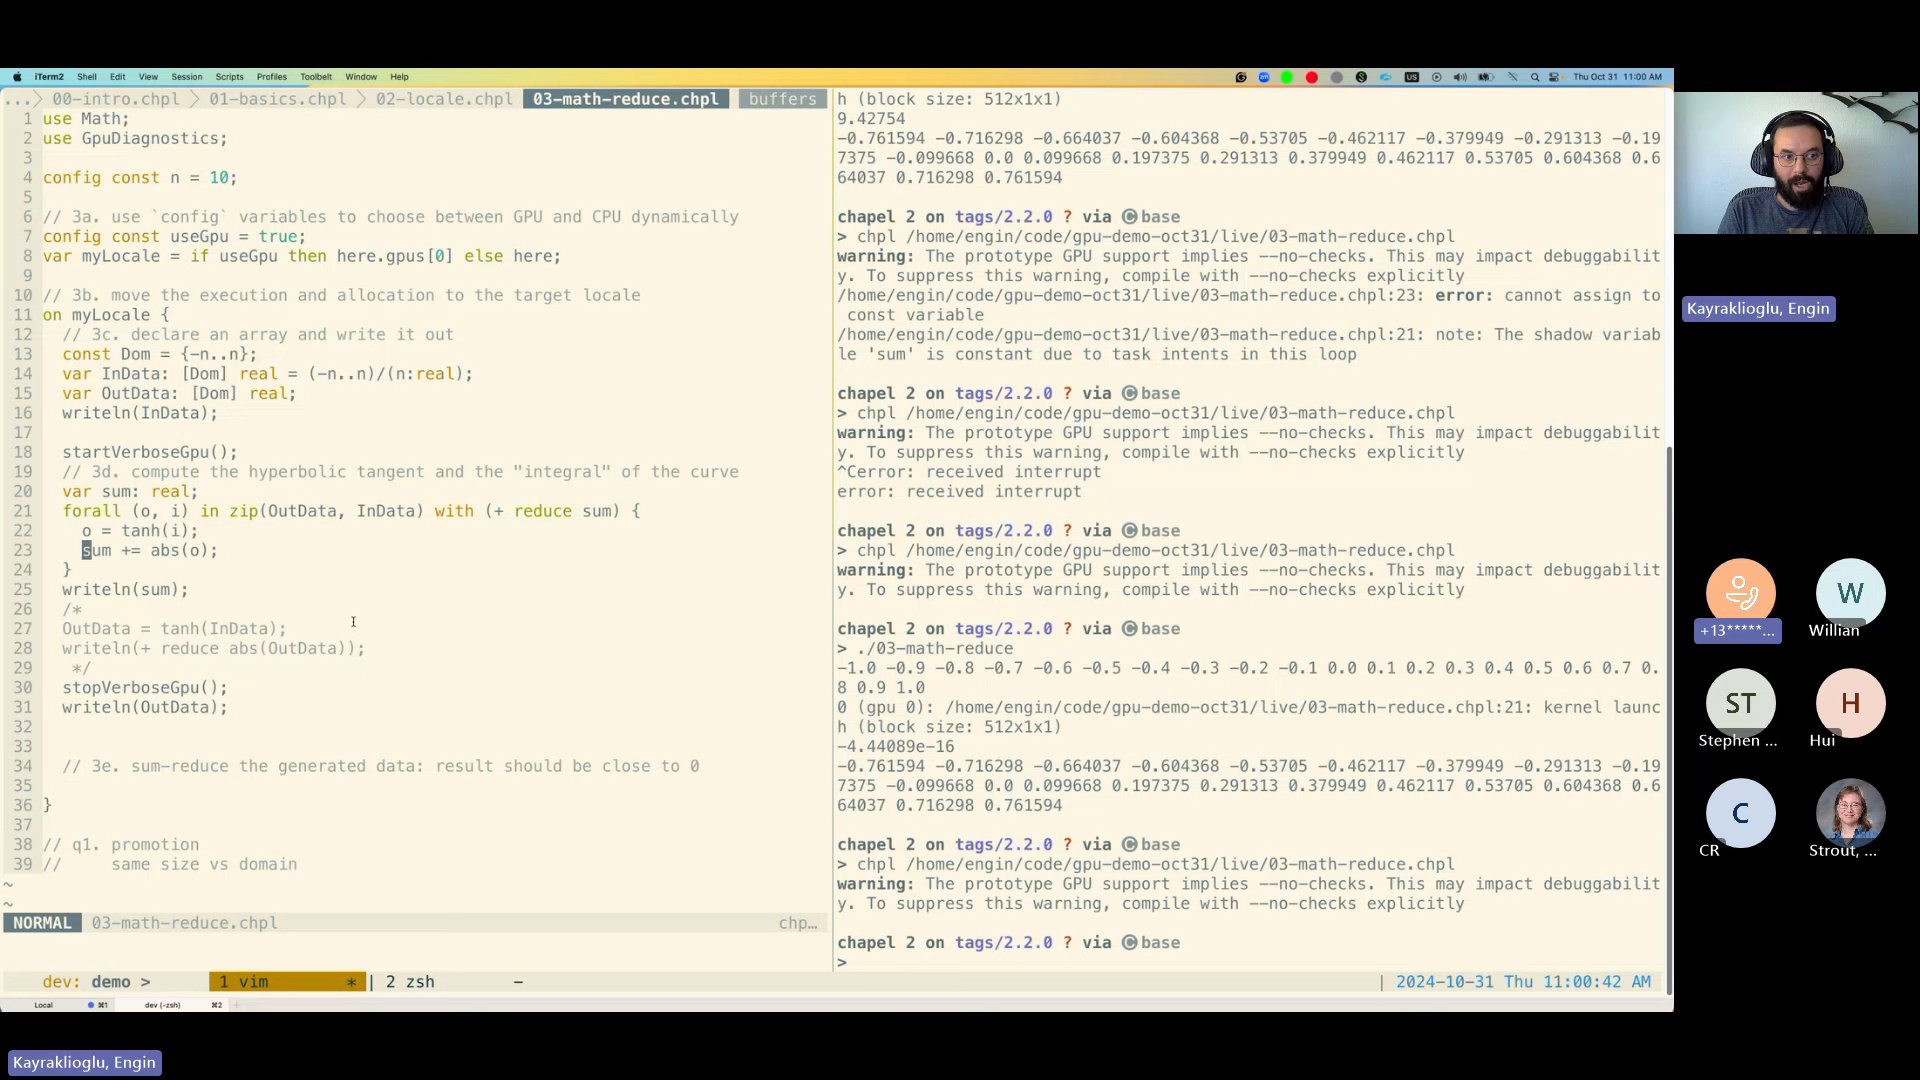 iTerm2 Shell Edit View Session Scripts Profiles Toolbelt Window Help
US Thu Oct 31 11:00 AM
...> 00-intro.chpl > 01-basics.chpl > 02-locale.chpl 03-math-reduce.chpl buffers
1 use Math;
2 use GpuDiagnostics;
3
4 config const n = 10;
5
6 // 3a. use `config` variables to choose between GPU and CPU dynamically
7 config const useGpu = true;
8 var myLocale = if useGpu then here.gpus[0] else here;
9
10 // 3b. move the execution and allocation to the target locale
11 on myLocale {
12 // 3c. declare an array and write it out
13 const Dom = {-n..n};
14 var InData: [Dom] real = (-n..n)/(n:real);
15 var OutData: [Dom] real;
16 writeln(InData);
17
18 startVerboseGpu();
19 // 3d. compute the hyperbolic tangent and the "integral" of the curve
20 var sum: real;
21 forall (o, i) in zip(OutData, InData) with (+ reduce sum) {
22 o = tanh(i);
23 sum += abs(o);
24 }
25 writeln(sum);
26 /*
27 OutData = tanh(InData);
28 writeln(+ reduce abs(OutData));
29 */
30 stopVerboseGpu();
31 writeln(OutData);
32
33
34 // 3e. sum-reduce the generated data: result should be close to 0
35
36 }
37
38 // q1. promotion
39 // same size vs domain
~
~
NORMAL 03-math-reduce.chpl chp…
h (block size: 512x1x1)
9.42754
-0.761594 -0.716298 -0.664037 -0.604368 -0.53705 -0.462117 -0.379949 -0.291313 -0.19
7375 -0.099668 0.0 0.099668 0.197375 0.291313 0.379949 0.462117 0.53705 0.604368 0.6
64037 0.716298 0.761594
chapel 2 on tags/2.2.0 ? via C base
> chpl /home/engin/code/gpu-demo-oct31/live/03-math-reduce.chpl
warning: The prototype GPU support implies --no-checks. This may impact debuggabilit
y. To suppress this warning, compile with --no-checks explicitly
/home/engin/code/gpu-demo-oct31/live/03-math-reduce.chpl:23: error: cannot assign to
const variable
/home/engin/code/gpu-demo-oct31/live/03-math-reduce.chpl:21: note: The shadow variab
le 'sum' is constant due to task intents in this loop
chapel 2 on tags/2.2.0 ? via C base
> chpl /home/engin/code/gpu-demo-oct31/live/03-math-reduce.chpl
warning: The prototype GPU support implies --no-checks. This may impact debuggabilit
y. To suppress this warning, compile with --no-checks explicitly
^Cerror: received interrupt
error: received interrupt
chapel 2 on tags/2.2.0 ? via C base
> chpl /home/engin/code/gpu-demo-oct31/live/03-math-reduce.chpl
warning: The prototype GPU support implies --no-checks. This may impact debuggabilit
y. To suppress this warning, compile with --no-checks explicitly
chapel 2 on tags/2.2.0 ? via C base
> ./03-math-reduce
-1.0 -0.9 -0.8 -0.7 -0.6 -0.5 -0.4 -0.3 -0.2 -0.1 0.0 0.1 0.2 0.3 0.4 0.5 0.6 0.7 0.
8 0.9 1.0
0 (gpu 0): /home/engin/code/gpu-demo-oct31/live/03-math-reduce.chpl:21: kernel launc
h (block size: 512x1x1)
-4.44089e-16
-0.761594 -0.716298 -0.664037 -0.604368 -0.53705 -0.462117 -0.379949 -0.291313 -0.19
7375 -0.099668 0.0 0.099668 0.197375 0.291313 0.379949 0.462117 0.53705 0.604368 0.6
64037 0.716298 0.761594
chapel 2 on tags/2.2.0 ? via C base
> chpl /home/engin/code/gpu-demo-oct31/live/03-math-reduce.chpl
warning: The prototype GPU support implies --no-checks. This may impact debuggabilit
y. To suppress this warning, compile with --no-checks explicitly
chapel 2 on tags/2.2.0 ? via C base
>
dev: demo > 1 vim *| 2 zsh - | 2024-10-31 Thu 11:00:42 AM
Local ⌘1 dev (-zsh) ⌘2 +
Kayraklioglu, Engin
+13*****...
W
Willian
ST
Stephen ...
H
Hui
C
CR
Strout, ...
Kayraklioglu, Engin